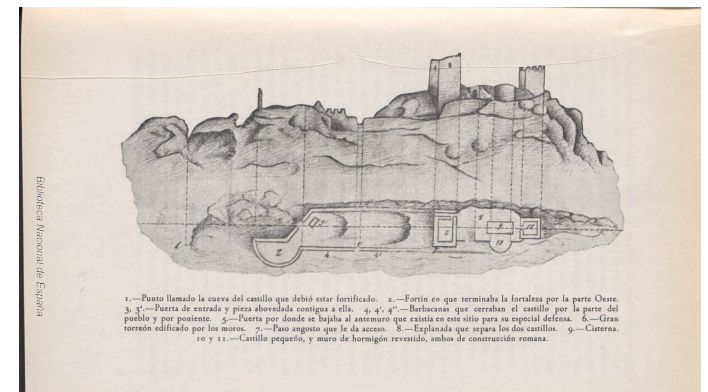 Biblioteca Nacional de España
1.—Punto llamado la cueva del castillo que debió estar fortificado. 2.—Fortín en que terminaba la fortaleza por la parte Oeste.
3, 3'.—Puerta de entrada y pieza abovedada contigua a ella. 4, 4', 4''.—Barbacanas que cerraban el castillo por la parte del
pueblo y por poniente. 5.—Puerta por donde se bajaba al antemuro que existía en este sitio para su especial defensa. 6.—Gran
torreón edificado por los moros. 7.—Paso angosto que le da acceso. 8.—Explanada que separa los dos castillos. 9.—Cisterna.
10 y 11.—Castillo pequeño, y muro de hormigón revestido, ambos de construcción romana.